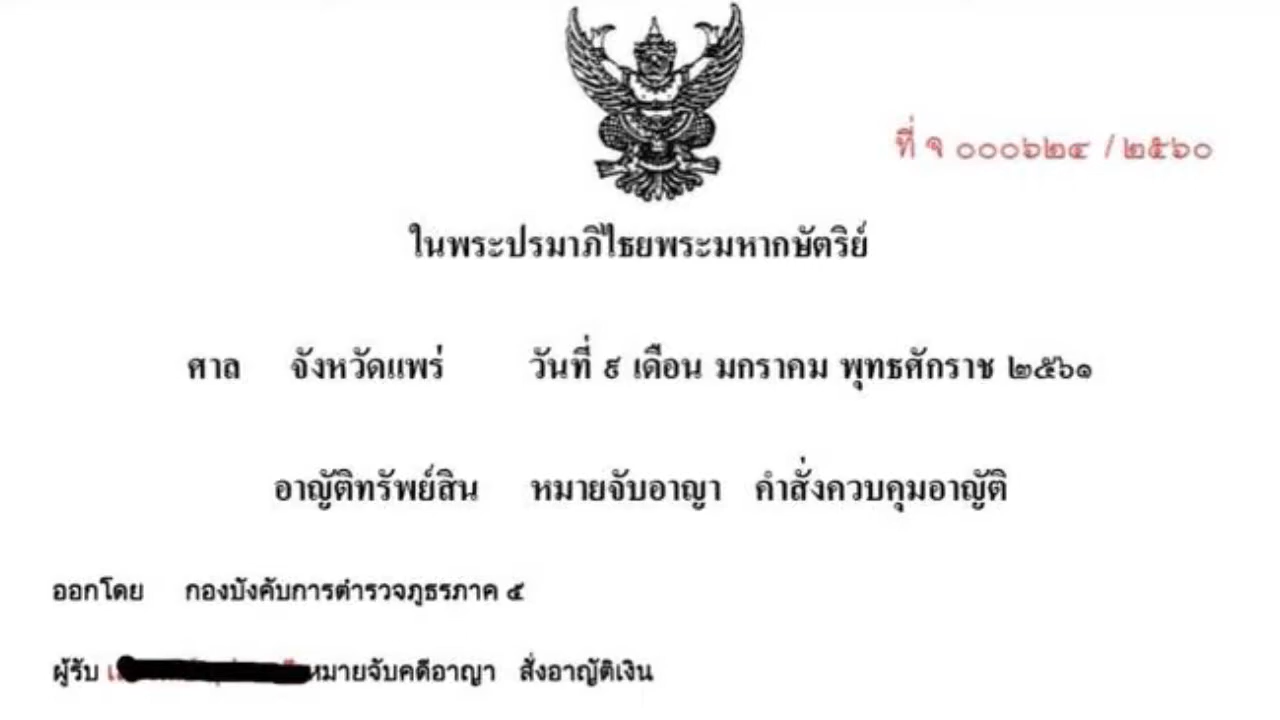 ที่ จ ๐๐๐๖๒๔ / ๒๕๖๐
ในพระปรมาภิไธยพระมหากษัตริย์
ศาล จังหวัดแพร่ วันที่ ๙ เดือน มกราคม พุทธศักราช ๒๕๖๑
อาญัติทรัพย์สิน หมายจับอาญา คำสั่งควบคุมอาญัติ
ออกโดย กองบังคับการตำรวจภูธรภาค ๕
ผู้รับ หมายจับคดีอาญา สั่งอาญัติเงิน